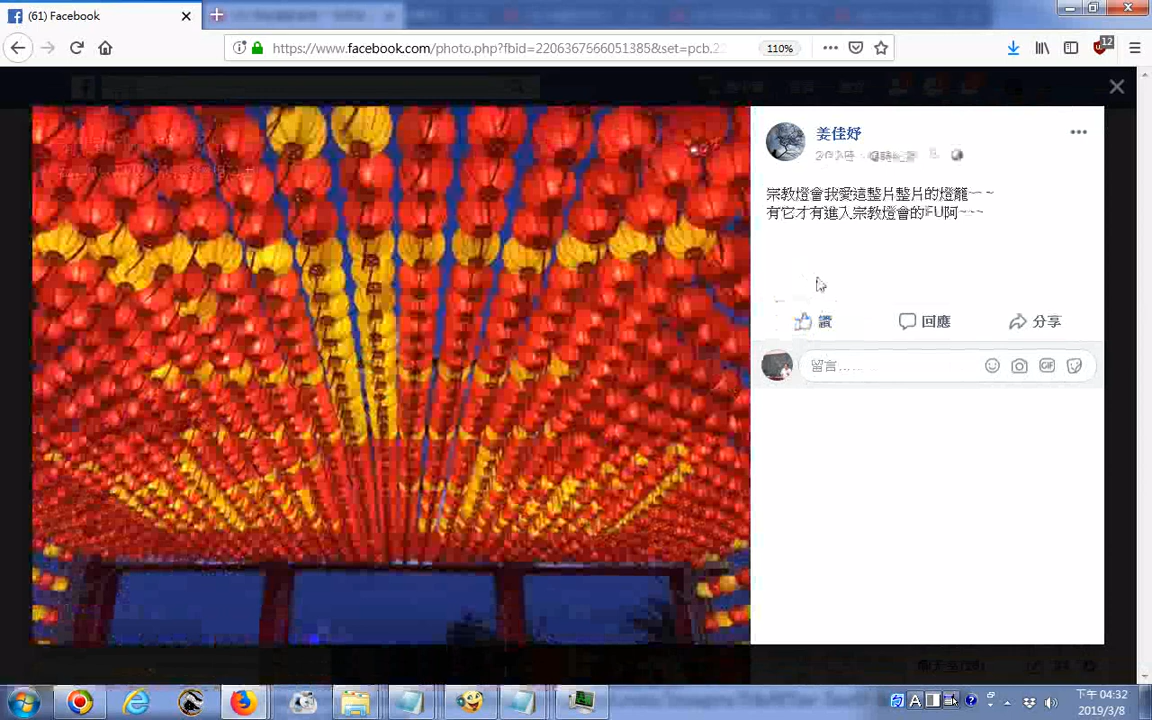 (61) Facebook
https://www.facebook.com/photo.php?fbid=2206367666051385&set=pcb.2
110%
12
姜佳妤
宗教燈會我愛這整片整片的燈籠~~~
有它才有進入宗教燈會的FU阿~~~
讚
回應
分享
留言……
GIF
下午 04:32
2019/3/8